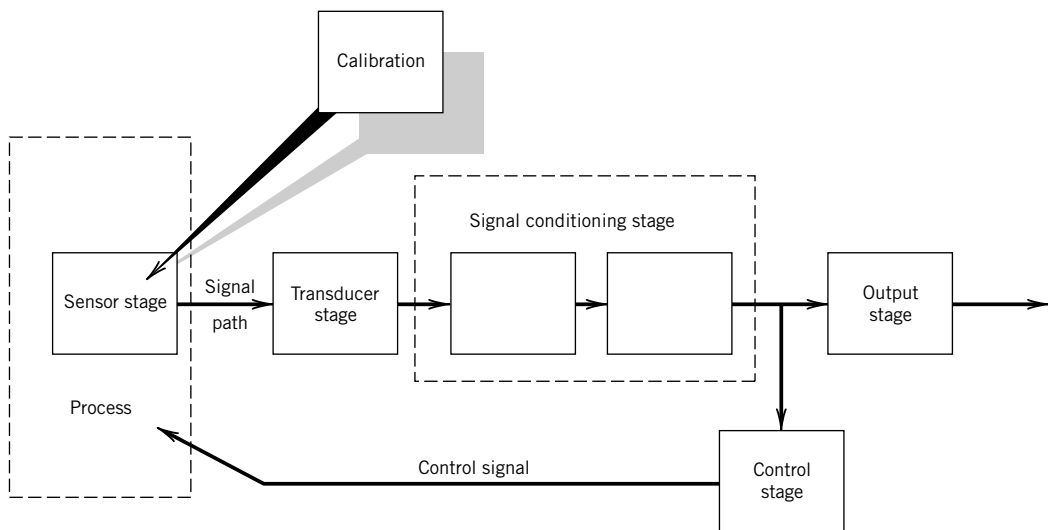 Calibration
Signal conditioning stage
Sensor stage
Signal
path
Transducer
stage
Output
stage
Process
Control signal
Control
stage